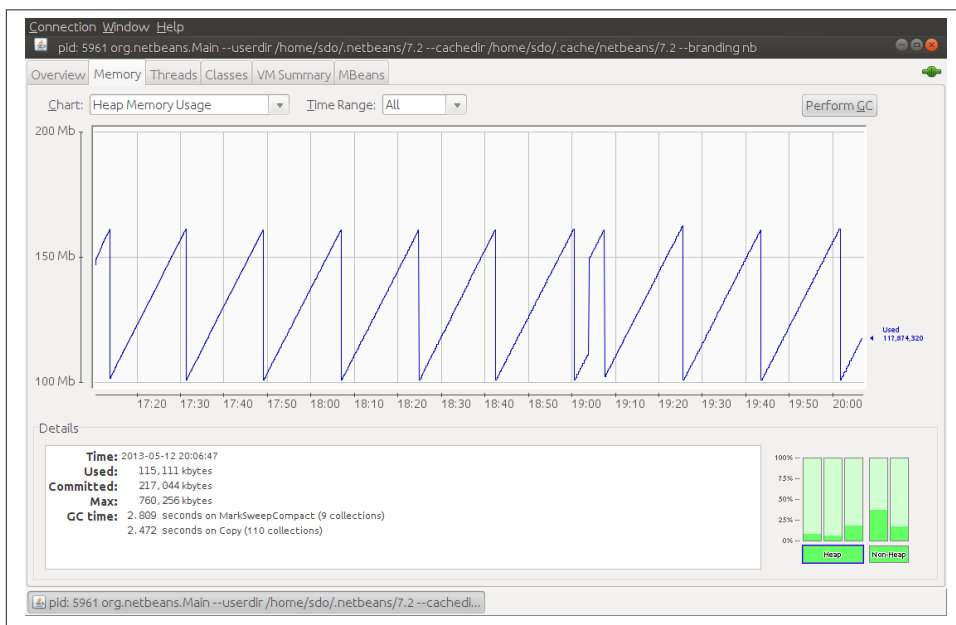 Connection Window Help
pid: 5961 org.netbeans.Main --userdir /home/sdo/.netbeans/7.2 --cachedir /home/sdo/.cache/netbeans/7.2 --branding nb
Overview Memory Threads Classes VM Summary MBeans
Chart: Heap Memory Usage Time Range: All Perform GC
200 Mb
150 Mb
100 Mb
Used
117,874,320
17:20 17:30 17:40 17:50 18:00 18:10 18:20 18:30 18:40 18:50 19:00 19:10 19:20 19:30 19:40 19:50 20:00
Details
Time: 2013-05-12 20:06:47
Used: 115,111 kbytes
Committed: 217,044 kbytes
Max: 760,256 kbytes
GC time: 2.809 seconds on MarkSweepCompact (9 collections)
2.472 seconds on Copy (110 collections)
100% --
75% --
50% --
25% --
0% --
Heap Non-Heap
pid: 5961 org.netbeans.Main --userdir /home/sdo/.netbeans/7.2 --cachedi...